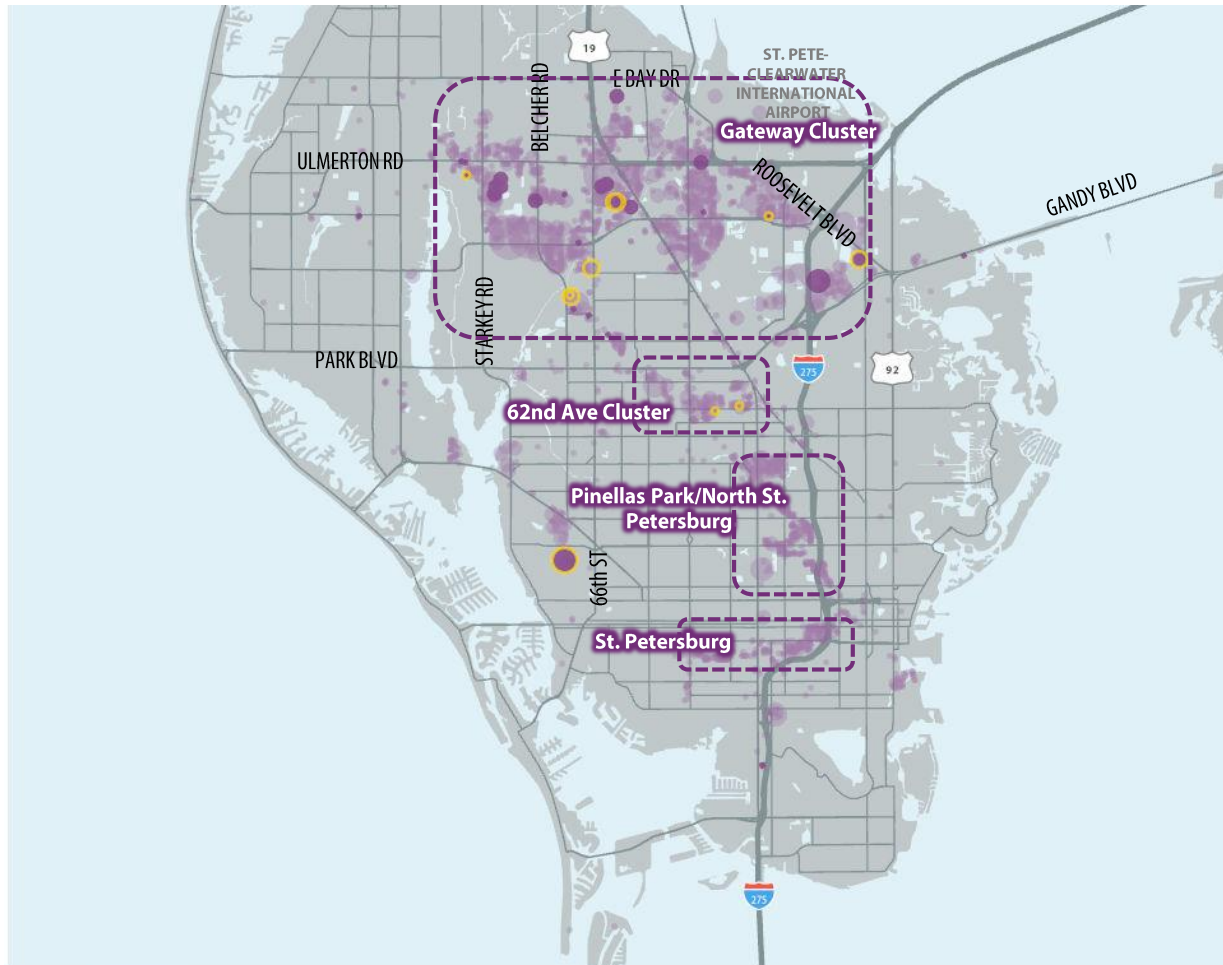 19
ST. PETE-
CLEARWATER
INTERNATIONAL
AIRPORT
E BAY DR
BELCHER RD
Gateway Cluster
ULMERTON RD
ROOSEVELT BLVD
GANDY BLVD
STARKEY RD
PARK BLVD
275
92
62nd Ave Cluster
Pinellas Park/North St.
Petersburg
66th ST
St. Petersburg
275